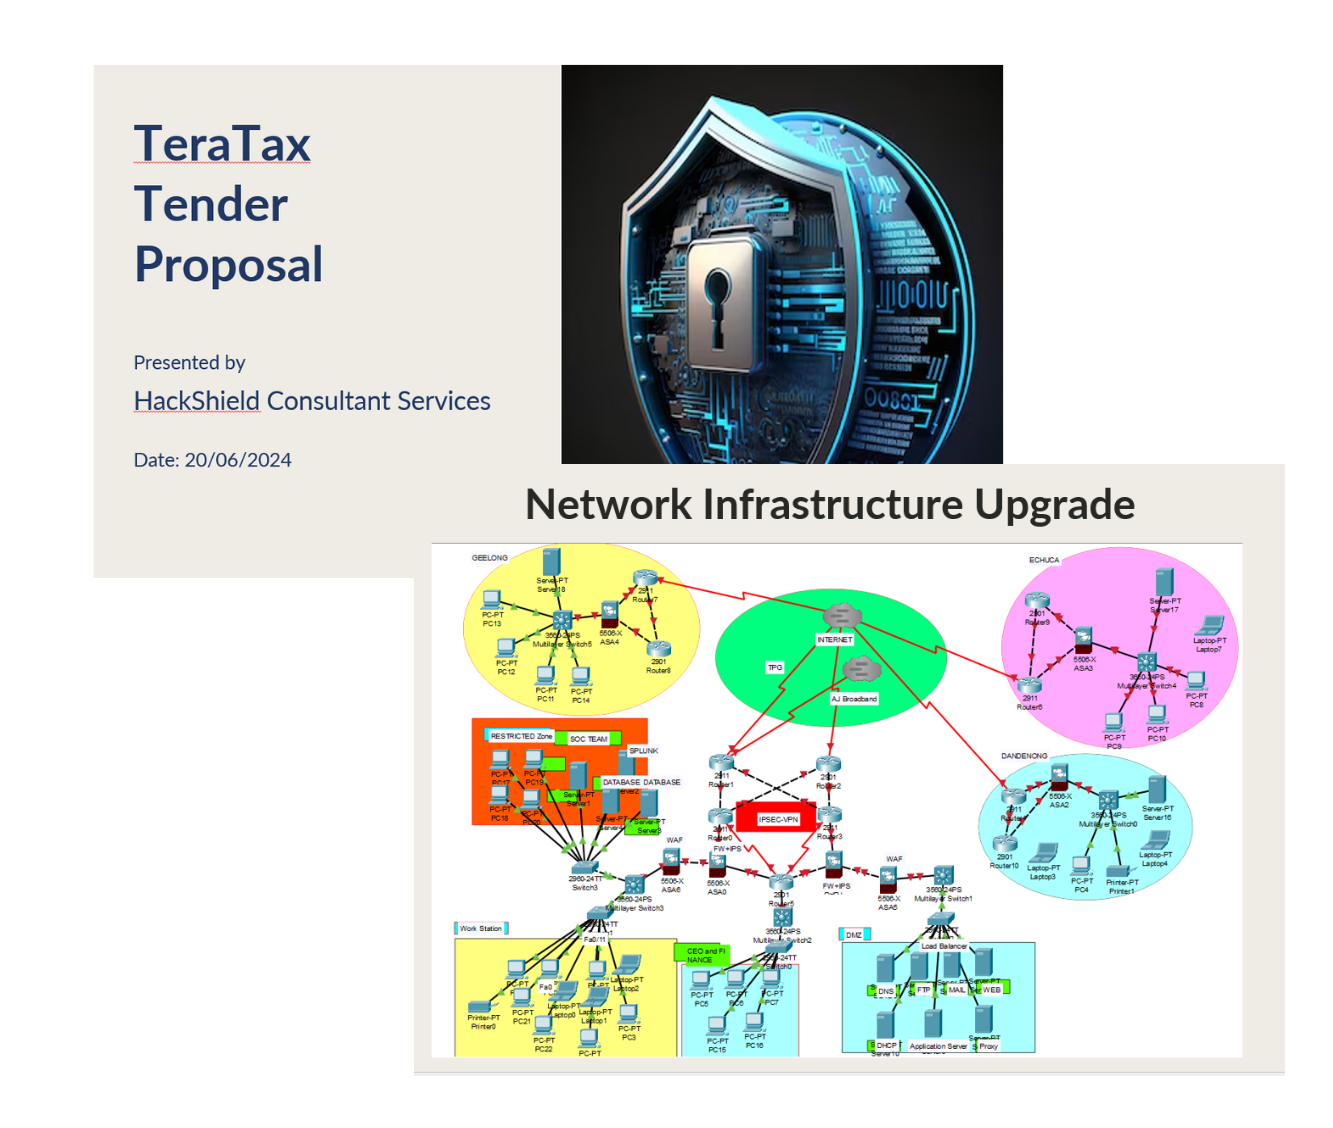 TeraTax
Tender
Proposal
Presented by
HackShield Consultant Services
Date: 20/06/2024
Network Infrastructure Upgrade
GEELONG
Server-PT
Server18
PC-PT
PC13
3560-24PS
Multilayer Switch5
5506-X
ASA4
2911
Router7
2901
Router8
PC-PT
PC12
PC-PT
PC11
PC-PT
PC14
INTERNET
TPG
AJ Broadband
ECHUCA
2901
Router9
Server-PT
Server17
Laptop-PT
Laptop7
5506-X
ASA3
3560-24PS
Multilayer Switch4
2911
Router6
PC-PT
PC8
PC-PT
PC9
PC-PT
PC10
RESTRICTED Zone
SOC TEAM
SPLUNK
PC-PT
PC17
PC-PT
PC19
DATABASE
DATABASE
Server-PT
Server1
PC-PT
PC18
PC-PT
PC20
Server-PT
Server4
Server-PT
Server3
2960-24TT
Switch3
2911
Router1
2901
Router2
IPSEC-VPN
2911
Router0
2911
Router3
DANDENONG
5506-X
ASA2
2911
3560-24PS
Multilayer Switch0
Server-PT
Server16
2901
Router10
Laptop-PT
Laptop3
PC-PT
PC4
Laptop-PT
Laptop4
Printer-PT
Printer1
WAF
5506-X
ASA6
FW+IPS
5506-X
ASA0
2901
Router5
FW+IPS
WAF
5506-X
ASA5
3560-24PS
Multilayer Switch1
3560-24PS
Multilayer Switch3
3560-24PS
Multilayer Switch2
Work Station
Fa0/11
Fa0
Laptop-PT
Laptop2
Printer-PT
Printer0
PC-PT
PC21
Laptop-PT
Laptop0
Laptop-PT
Laptop1
PC-PT
PC3
PC-PT
PC22
PC-PT
CEO and FI
NANCE
Switch0
PC-PT
PC5
PC-PT
PC6
PC-PT
PC7
PC-PT
PC15
PC-PT
PC16
DMZ
Load Balancer
DNS
FTP
MAIL
WEB
DHCP
Application Server
Proxy